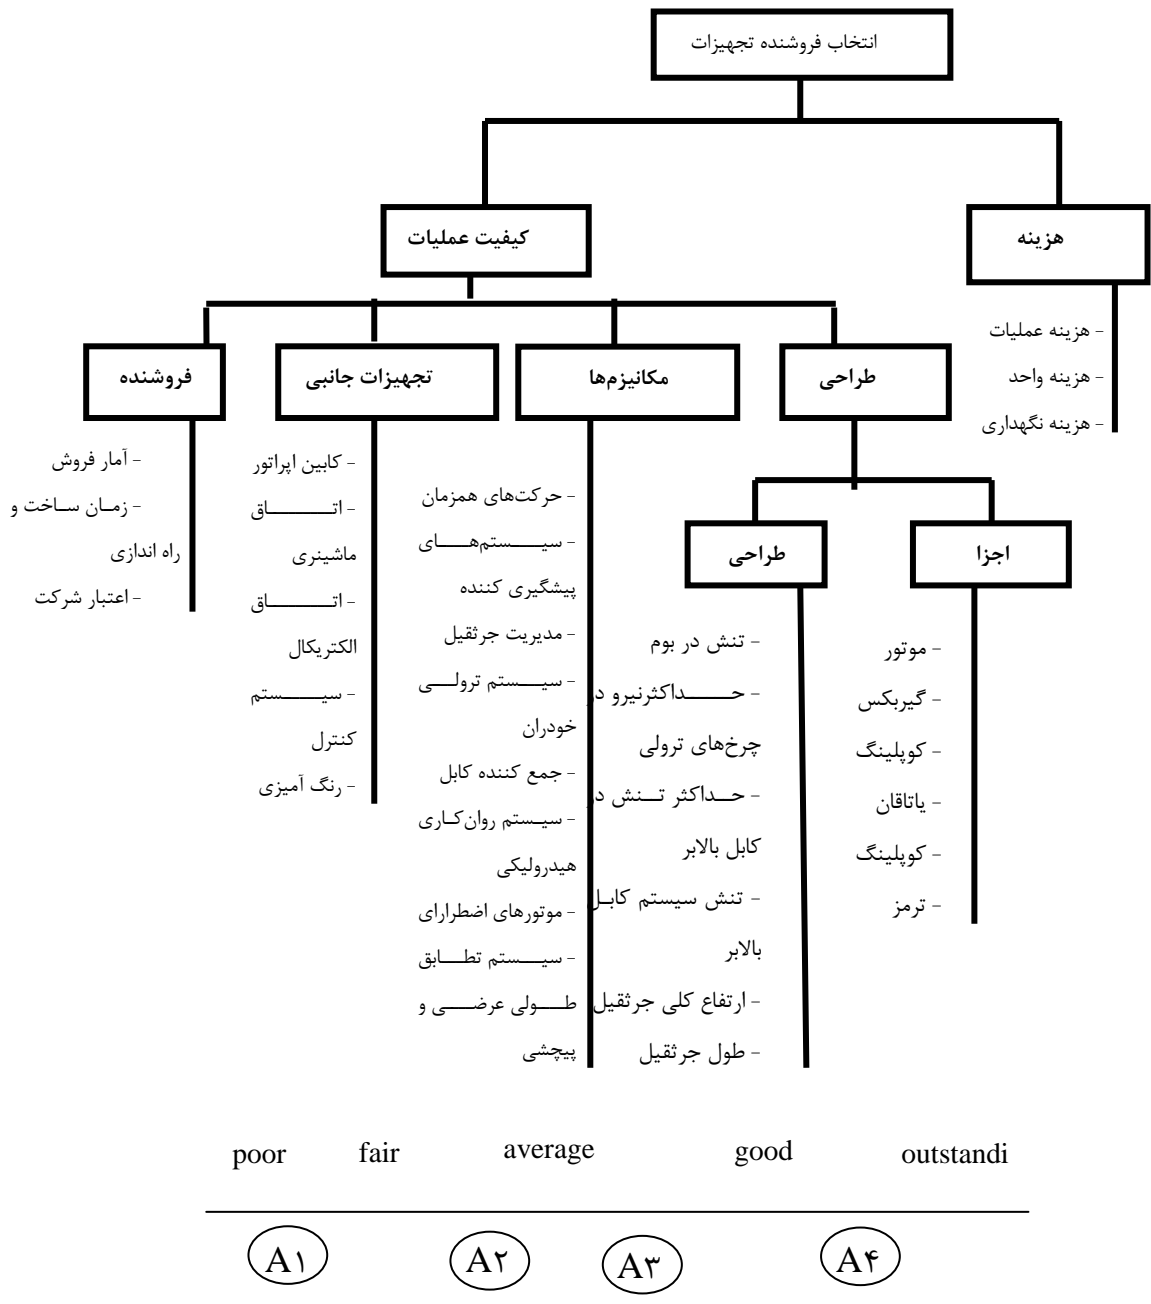 انتخاب فروشنده تجهیزات
هزینه
کیفیت عملیات
- هزینه عملیات
- هزینه واحد
- هزینه نگهداری
طراحی
مکانیزم‌ها
تجهیزات جانبی
فروشنده
اجزا
طراحی
- موتور
- گیربکس
- کوپلینگ
- یاتاقان
- کوپلینگ
- ترمز
- تنش در بوم
- حداکثرنیرو در
چرخ‌های ترولی
- حداکثر تنش در
کابل بالابر
- تنش سیستم کابل
بالابر
- ارتفاع کلی جرثقیل
- طول جرثقیل
- حرکت‌های همزمان
- سیستم‌های
پیشگیری کننده
- مدیریت جرثقیل
- سیستم ترولی
خودران
- جمع کننده کابل
- سیستم روان‌کاری
هیدرولیکی
- موتورهای اضطرارای
- سیستم تطابق
طولی عرضی و
پیچشی
- کابین اپراتور
- اتاق
ماشینری
- اتاق
الکتریکال
- سیستم
کنترل
- رنگ آمیزی
- آمار فروش
- زمان ساخت و
راه اندازی
- اعتبار شرکت
poor fair average good outstandi
A۱ A۲ A۳ A۴